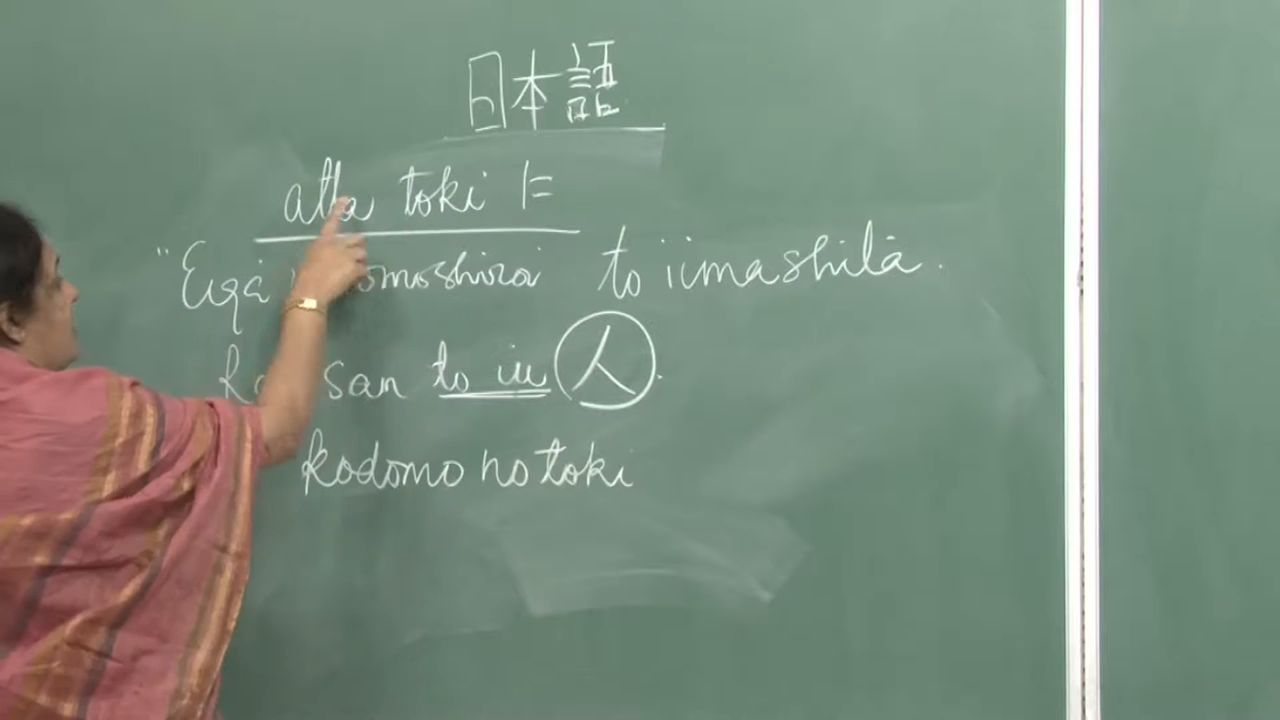 日本語
atta toki に
"Eiga omoshiroi to iimashita.
san to iu 人.
kodomo no toki